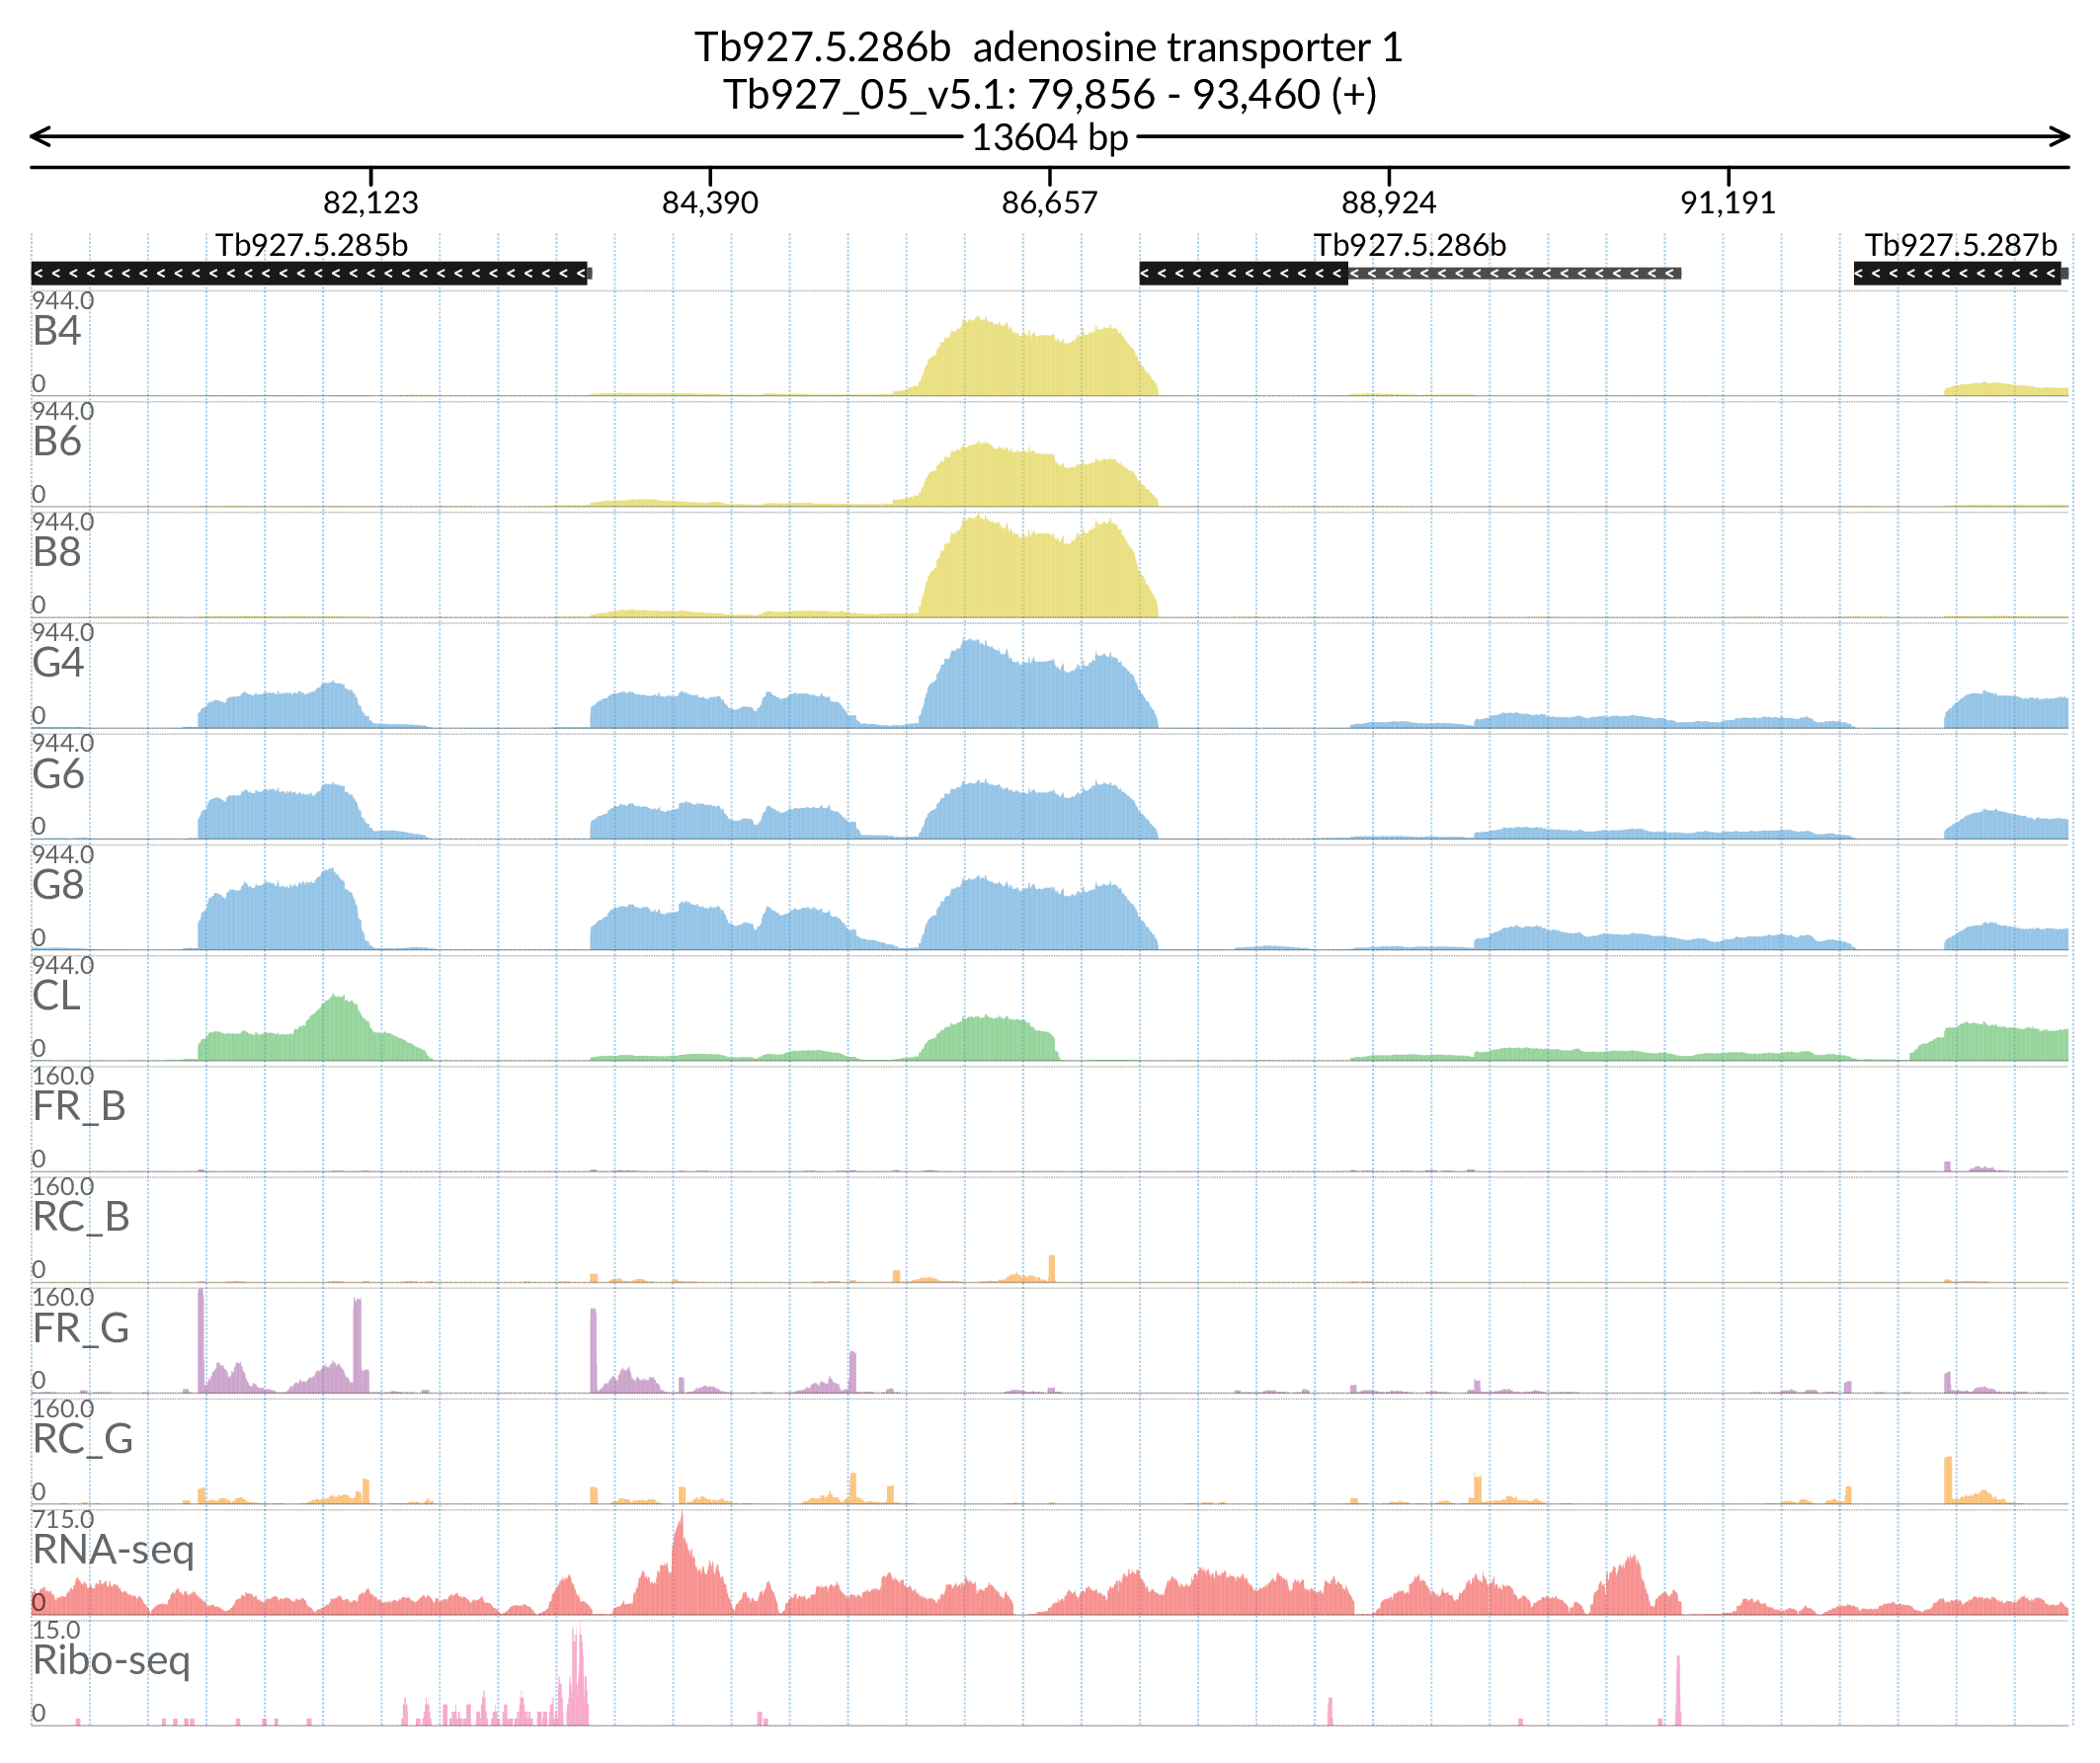 Tb927.5.286b  adenosine transporter 1
Tb927_05_v5.1: 79,856 - 93,460 (+)
13604 bp
82,123 84,390 86,657 88,924 91,191
Tb927.5.285b Tb927.5.286b Tb927.5.287b
944.0
B4
0
944.0
B6
0
944.0
B8
0
944.0
G4
0
944.0
G6
0
944.0
G8
0
944.0
CL
0
160.0
FR_B
0
160.0
RC_B
0
160.0
FR_G
0
160.0
RC_G
0
715.0
RNA-seq
0
15.0
Ribo-seq
0